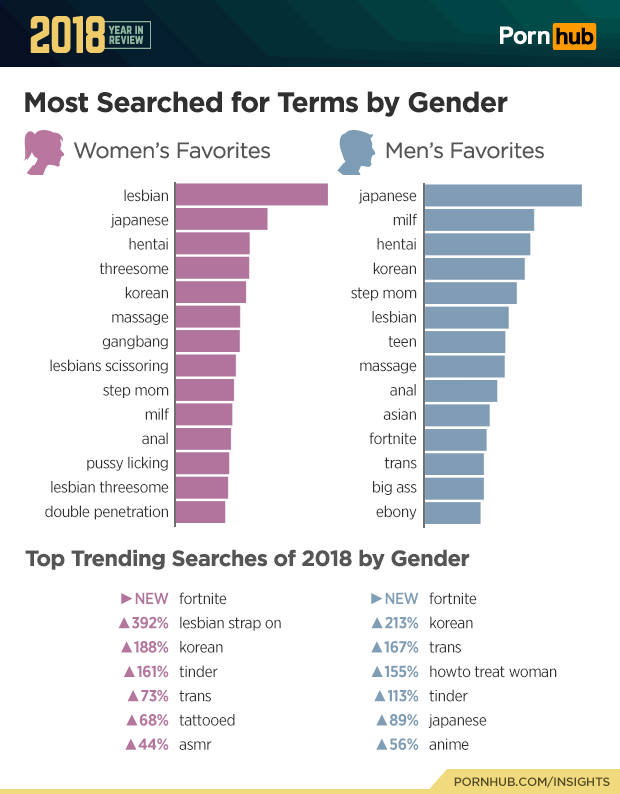 2018 YEAR IN REVIEW
Porn hub
Most Searched for Terms by Gender
Women's Favorites
lesbian
japanese
hentai
threesome
korean
massage
gangbang
lesbians scissoring
step mom
milf
anal
pussy licking
lesbian threesome
double penetration
Men's Favorites
japanese
milf
hentai
korean
step mom
lesbian
teen
massage
anal
asian
fortnite
trans
big ass
ebony
Top Trending Searches of 2018 by Gender
▶NEW fortnite
▲392% lesbian strap on
▲188% korean
▲161% tinder
▲73% trans
▲68% tattooed
▲44% asmr
▶NEW fortnite
▲213% korean
▲167% trans
▲155% howto treat woman
▲113% tinder
▲89% japanese
▲56% anime
PORNHUB.COM/INSIGHTS